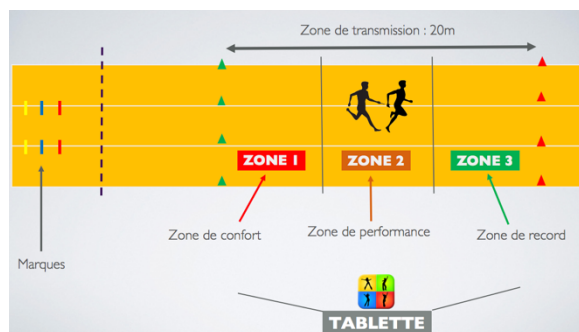 Zone de transmission : 20m
ZONE 1
ZONE 2
ZONE 3
Zone de confort
Zone de performance
Zone de record
Marques
TABLETTE